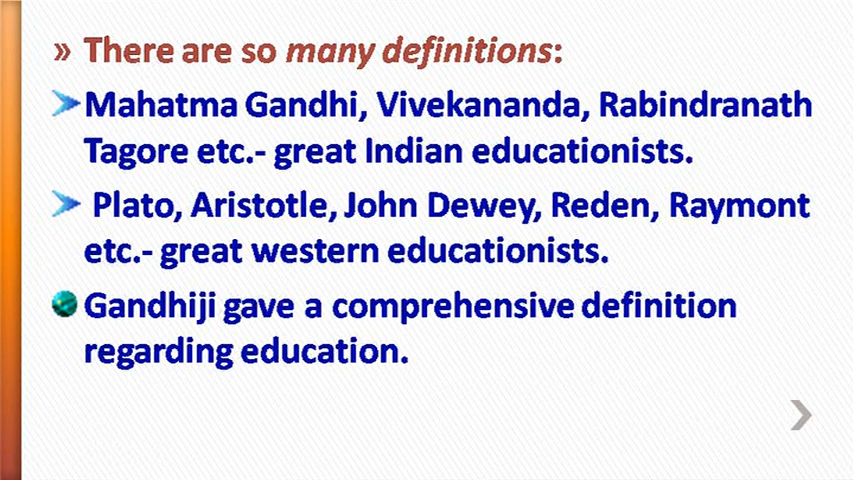 » There are so many definitions:
Mahatma Gandhi, Vivekananda, Rabindranath
Tagore etc.- great Indian educationists.
Plato, Aristotle, John Dewey, Reden, Raymont
etc.- great western educationists.
Gandhiji gave a comprehensive definition
regarding education.